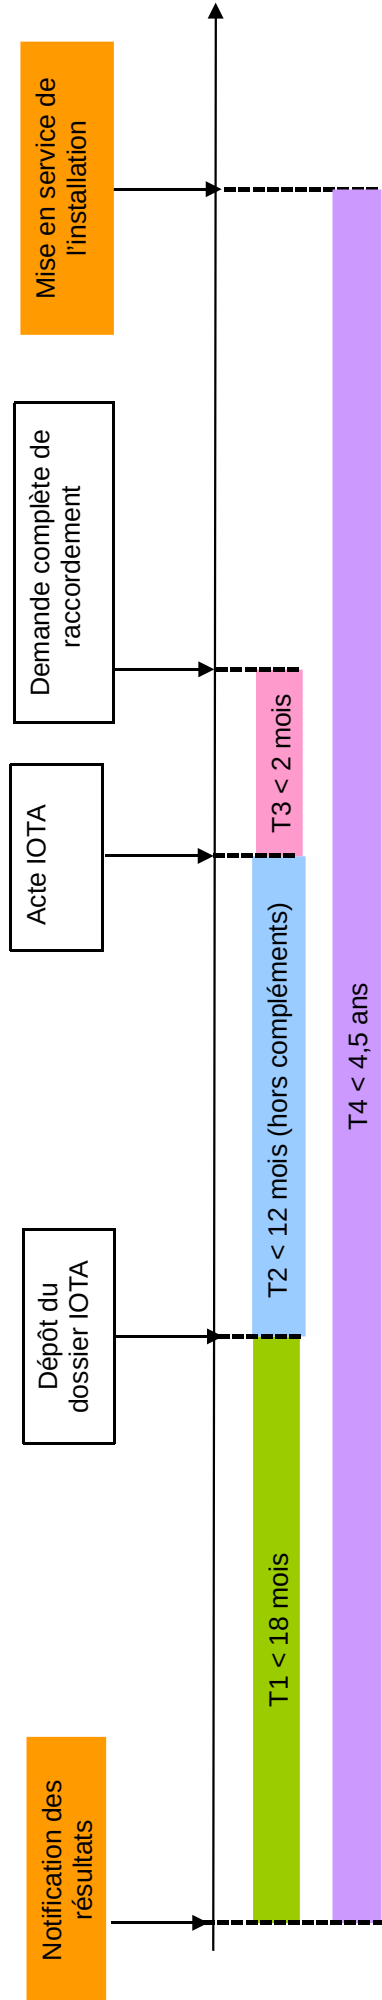 Notification des
résultats
Dépôt du
dossier IOTA
Acte IOTA
Demande complète de
raccordement
Mise en service de
l'installation
T1 < 18 mois
T2 < 12 mois (hors compléments)
T3 < 2 mois
T4 < 4,5 ans